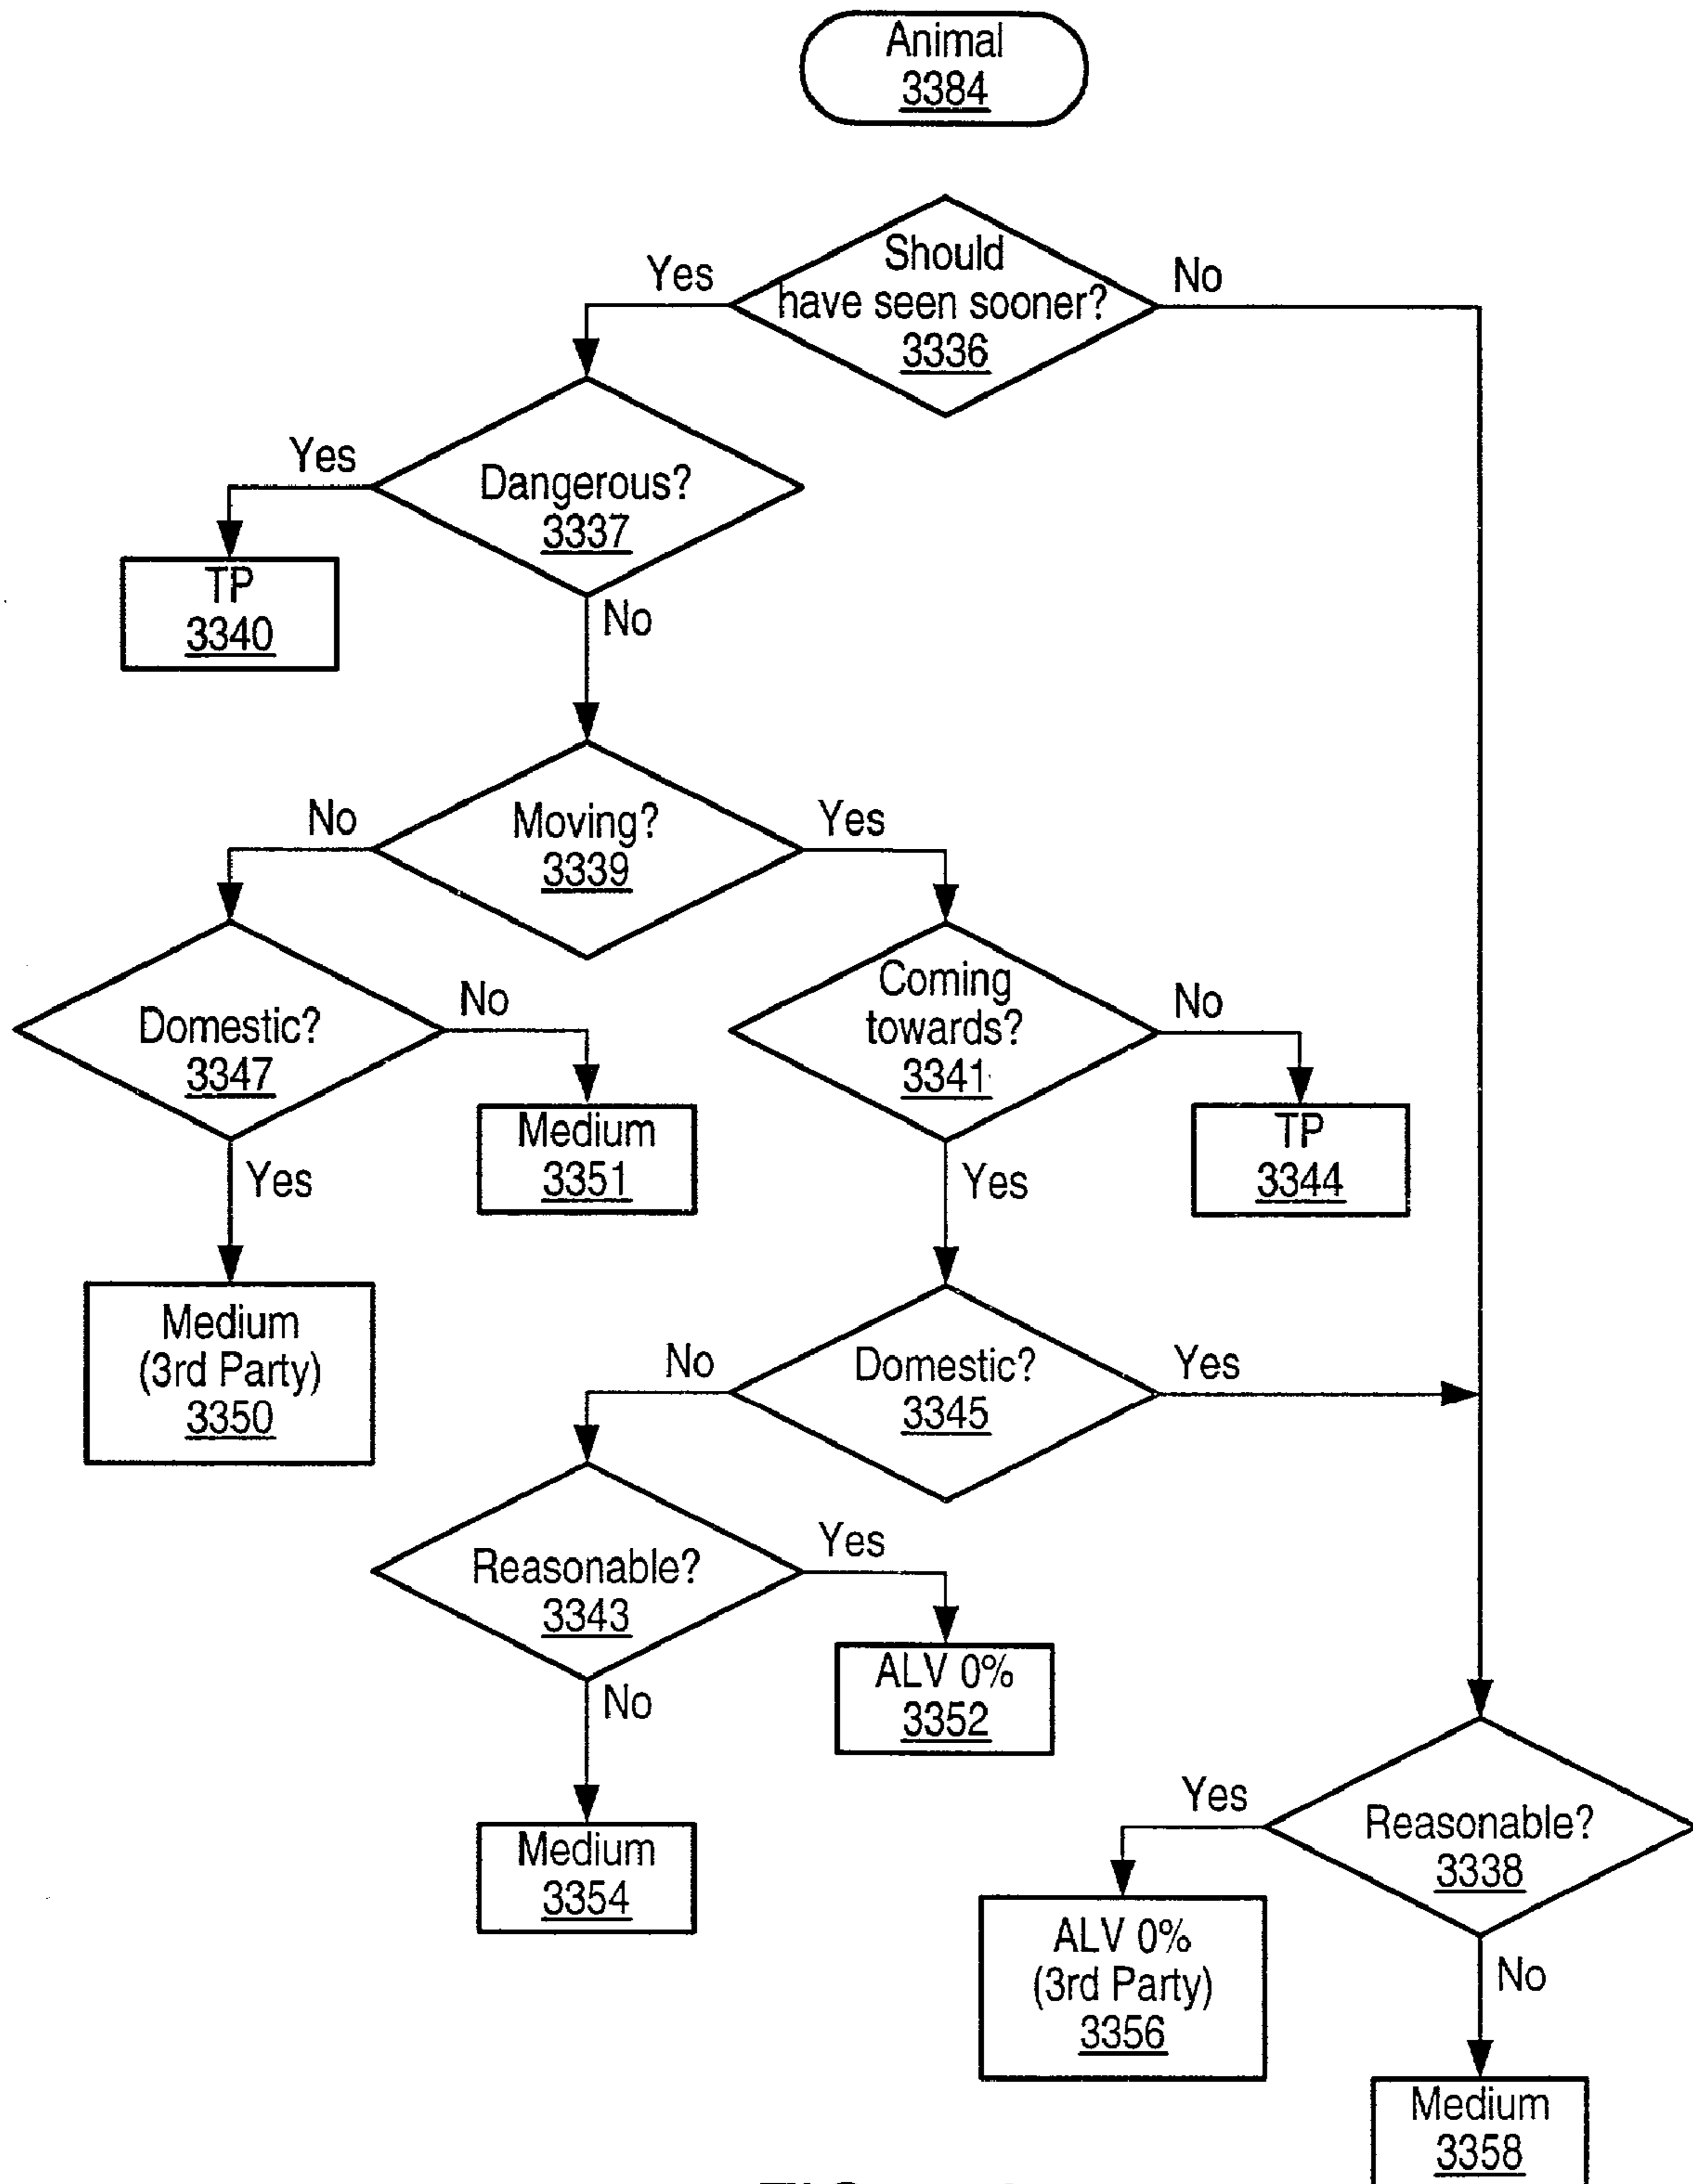 Animal
3384
Should
have seen sooner?
3336
Yes
No
Dangerous?
3337
Yes
No
TP
3340
Moving?
3339
No
Yes
Domestic?
3347
No
Yes
Coming
towards?
3341
No
Yes
Medium
3351
TP
3344
Medium
(3rd Party)
3350
Domestic?
3345
No
Yes
Reasonable?
3343
Yes
No
ALV 0%
3352
Medium
3354
Reasonable?
3338
Yes
No
ALV 0%
(3rd Party)
3356
Medium
3358